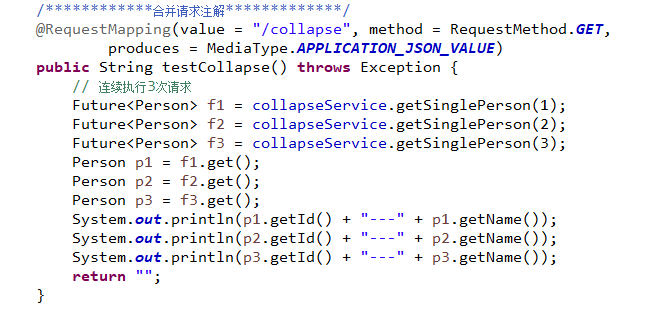 /************合并请求注解*************/
@RequestMapping(value = "/collapse", method = RequestMethod.GET,
        produces = MediaType.APPLICATION_JSON_VALUE)
public String testCollapse() throws Exception {
    // 连续执行3次请求
    Future<Person> f1 = collapseService.getSinglePerson(1);
    Future<Person> f2 = collapseService.getSinglePerson(2);
    Future<Person> f3 = collapseService.getSinglePerson(3);
    Person p1 = f1.get();
    Person p2 = f2.get();
    Person p3 = f3.get();
    System.out.println(p1.getId() + "---" + p1.getName());
    System.out.println(p2.getId() + "---" + p2.getName());
    System.out.println(p3.getId() + "---" + p3.getName());
    return "";
}